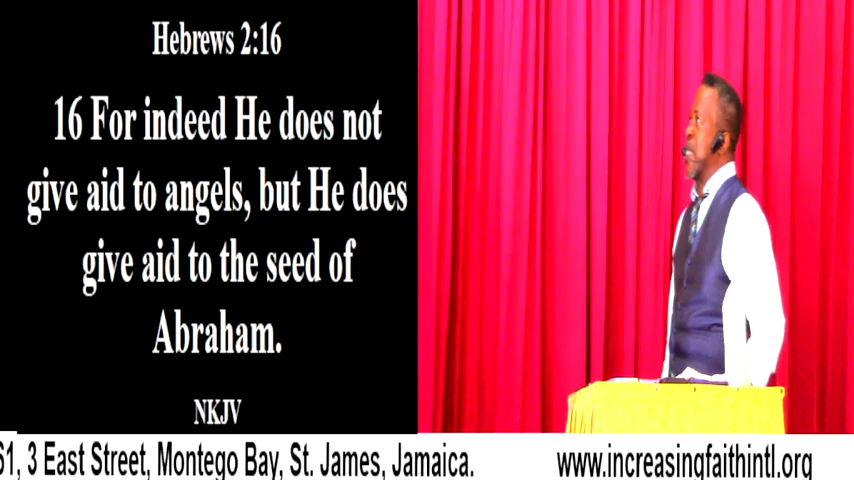 Hebrews 2:16
16 For indeed He does not
give aid to angels, but He does
give aid to the seed of
Abraham.
NKJV
61, 3 East Street, Montego Bay, St. James, Jamaica. www.increasingfaithintl.org